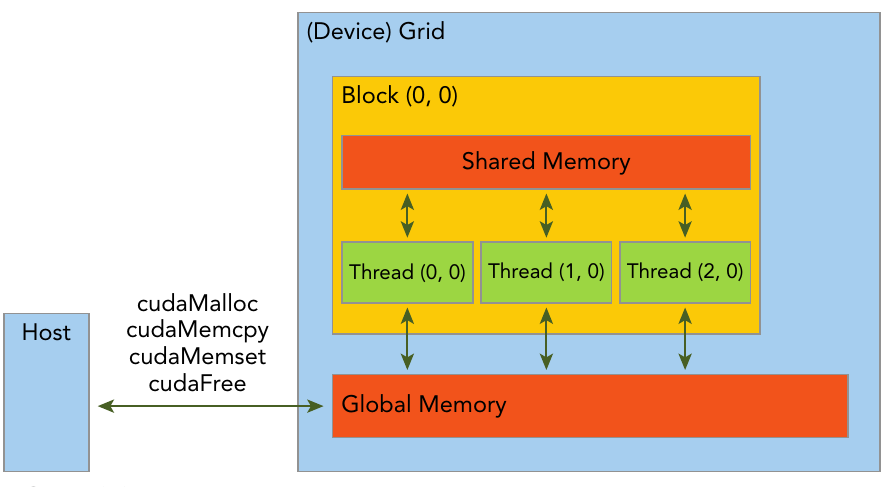 (Device) Grid
Block (0, 0)
Shared Memory
Thread (0, 0)
Thread (1, 0)
Thread (2, 0)
Host
cudaMalloc
cudaMemcpy
cudaMemset
cudaFree
Global Memory